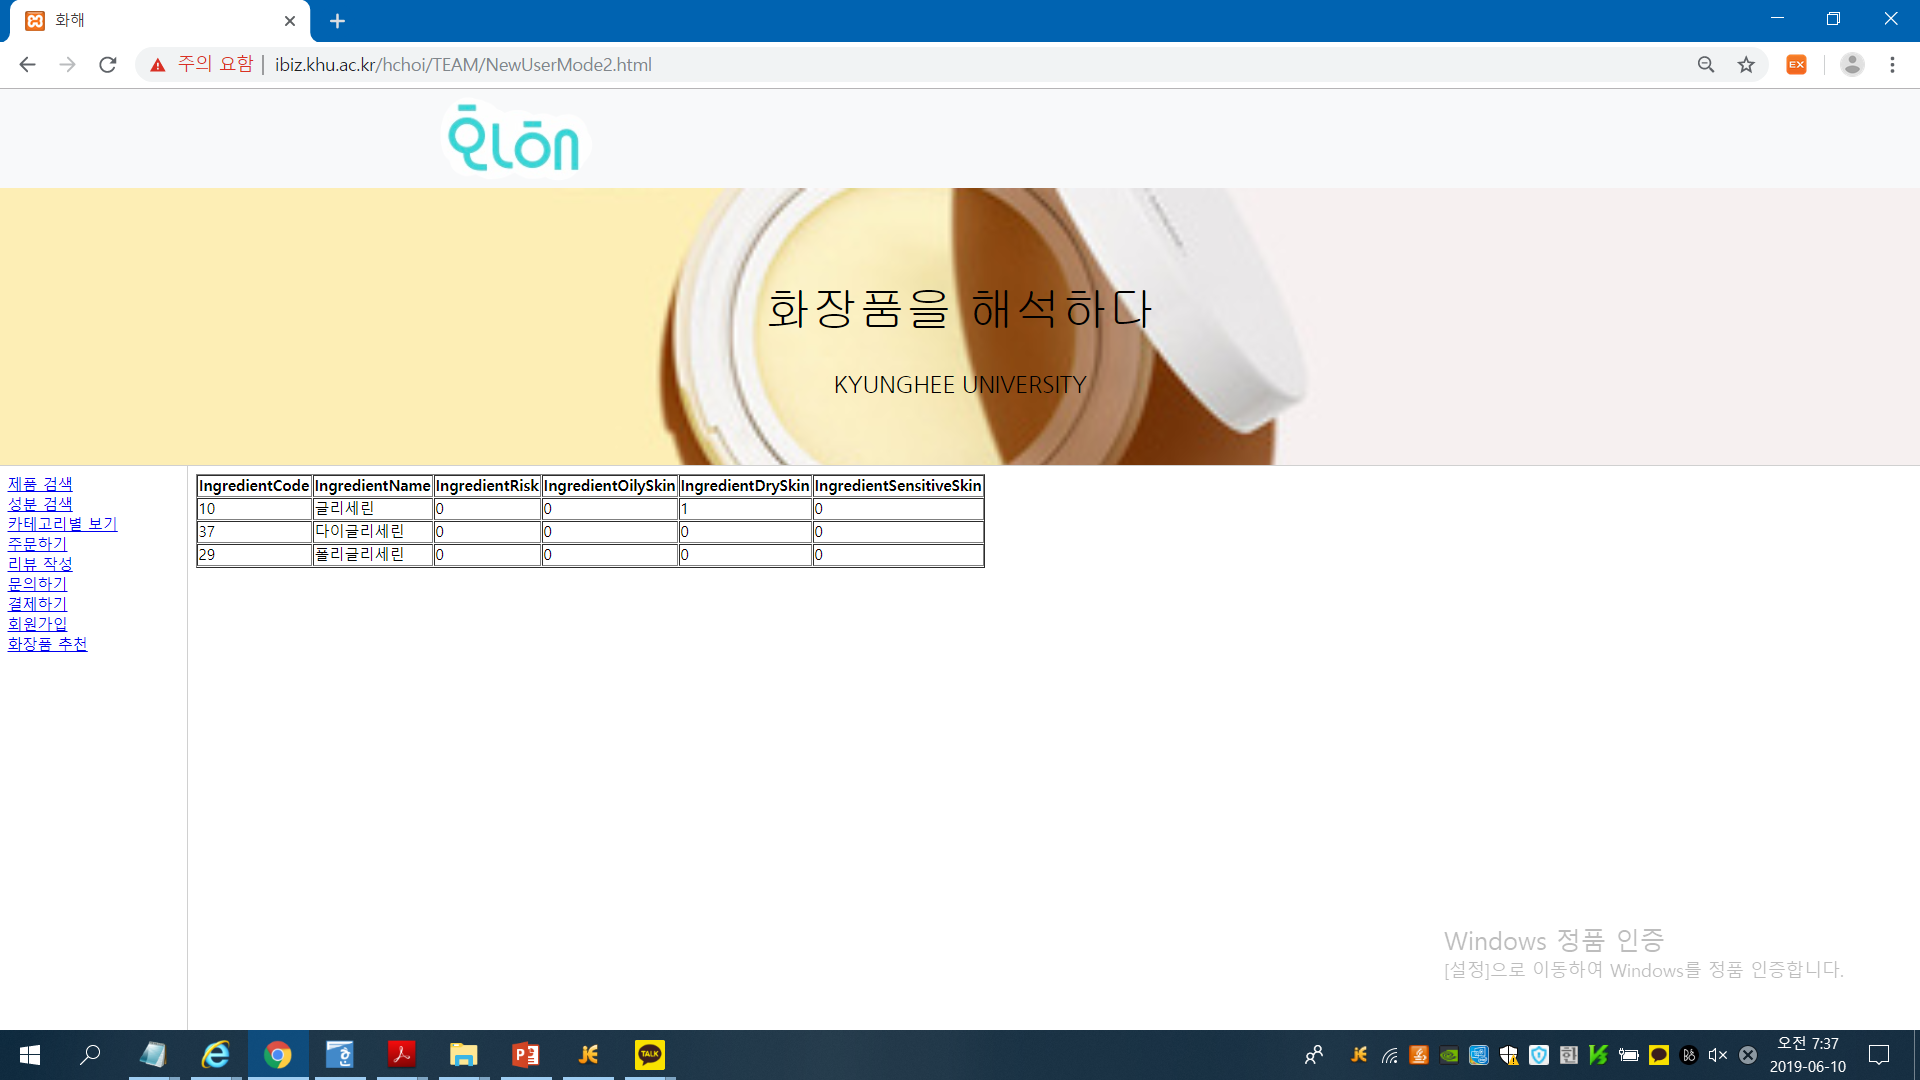 화해
주의 요함 | ibiz.khu.ac.kr/hchoi/TEAM/NewUserMode2.html
EX
화장품을 해석하다
KYUNGHEE UNIVERSITY
제품 검색
성분 검색
카테고리별 보기
주문하기
리뷰 작성
문의하기
결제하기
회원가입
화장품 추천
IngredientCode IngredientName IngredientRisk IngredientOilySkin IngredientDrySkin IngredientSensitiveSkin
10 글리세린 0 0 1 0
37 다이글리세린 0 0 0 0
29 폴리글리세린 0 0 0 0
Windows 정품 인증
[설정]으로 이동하여 Windows를 정품 인증합니다.
TALK
한
오전 7:37
2019-06-10